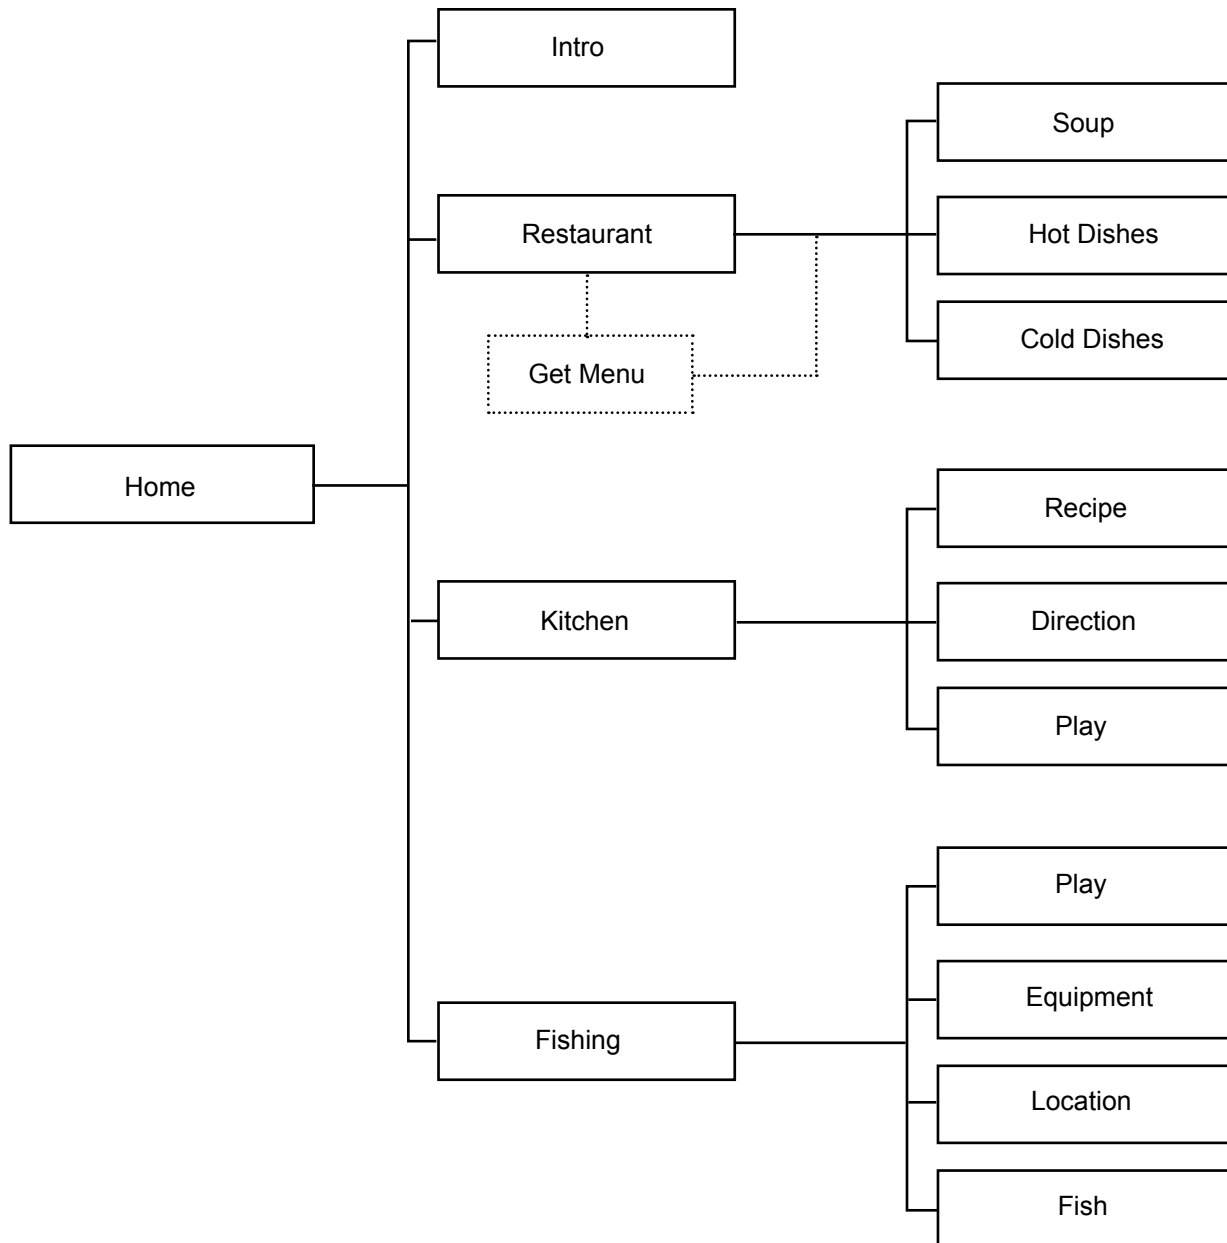 Intro
Soup
Restaurant
Hot Dishes
Cold Dishes
Get Menu
Home
Recipe
Kitchen
Direction
Play
Play
Equipment
Fishing
Location
Fish